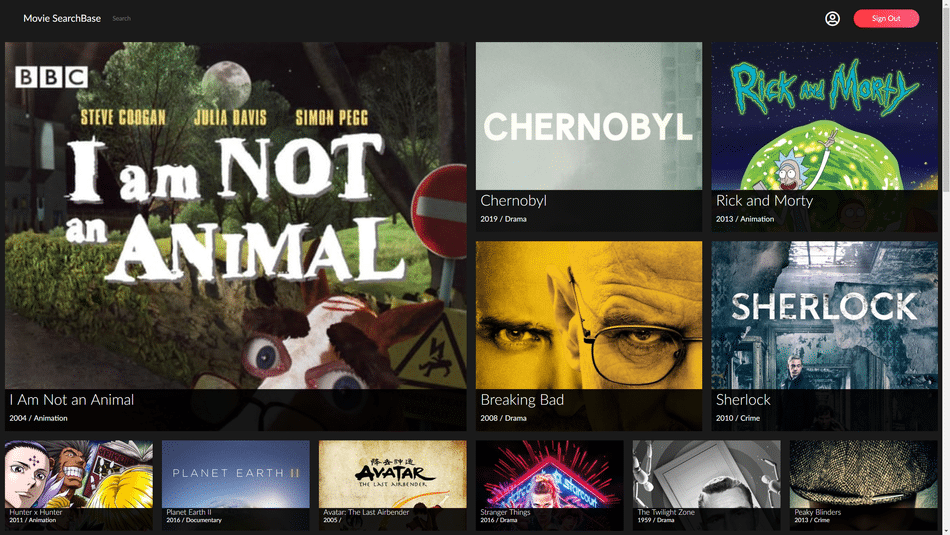 Movie SearchBase
Search
Sign Out
BBC
STEVE COOGAN JULIA DAVIS SIMON PEGG
I am NOT
an ANIMAL
I Am Not an Animal
2004 / Animation
CHERNOBYL
Chernobyl
2019 / Drama
Rick and Morty
Rick and Morty
2013 / Animation
Breaking Bad
2008 / Drama
SHERLOCK
Sherlock
2010 / Crime
Hunter x Hunter
2011 / Animation
PLANET EARTH II
Planet Earth II
2016 / Documentary
AVATAR
THE LAST AIRBENDER
Avatar: The Last Airbender
2005 /
starcourt
Stranger Things
2016 / Drama
The Twilight Zone
1959 / Drama
Peaky Blinders
2013 / Crime